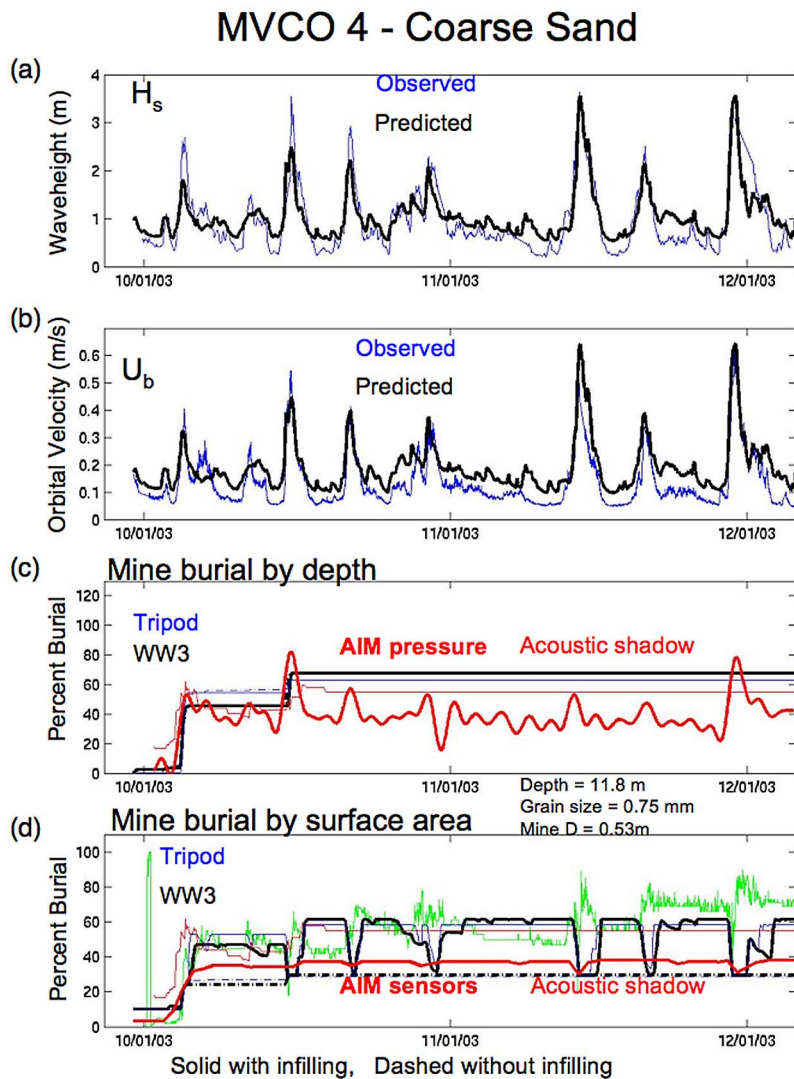 MVCO 4 - Coarse Sand
(a)
Hs
Observed
Predicted
Waveheight (m)
4
3
2
1
0
10/01/03 11/01/03 12/01/03
(b)
Ub
Observed
Predicted
Orbital Velocity (m/s)
0.6
0.5
0.4
0.3
0.2
0.1
0
10/01/03 11/01/03 12/01/03
(c)
Mine burial by depth
Tripod
WW3
AIM pressure Acoustic shadow
Percent Burial
120
100
80
60
40
20
0
10/01/03 11/01/03 12/01/03
Depth = 11.8 m
Grain size = 0.75 mm
Mine D = 0.53m
(d)
Mine burial by surface area
Tripod
WW3
AIM sensors Acoustic shadow
Percent Burial
100
80
60
40
20
0
10/01/03 11/01/03 12/01/03
Solid with infilling, Dashed without infilling